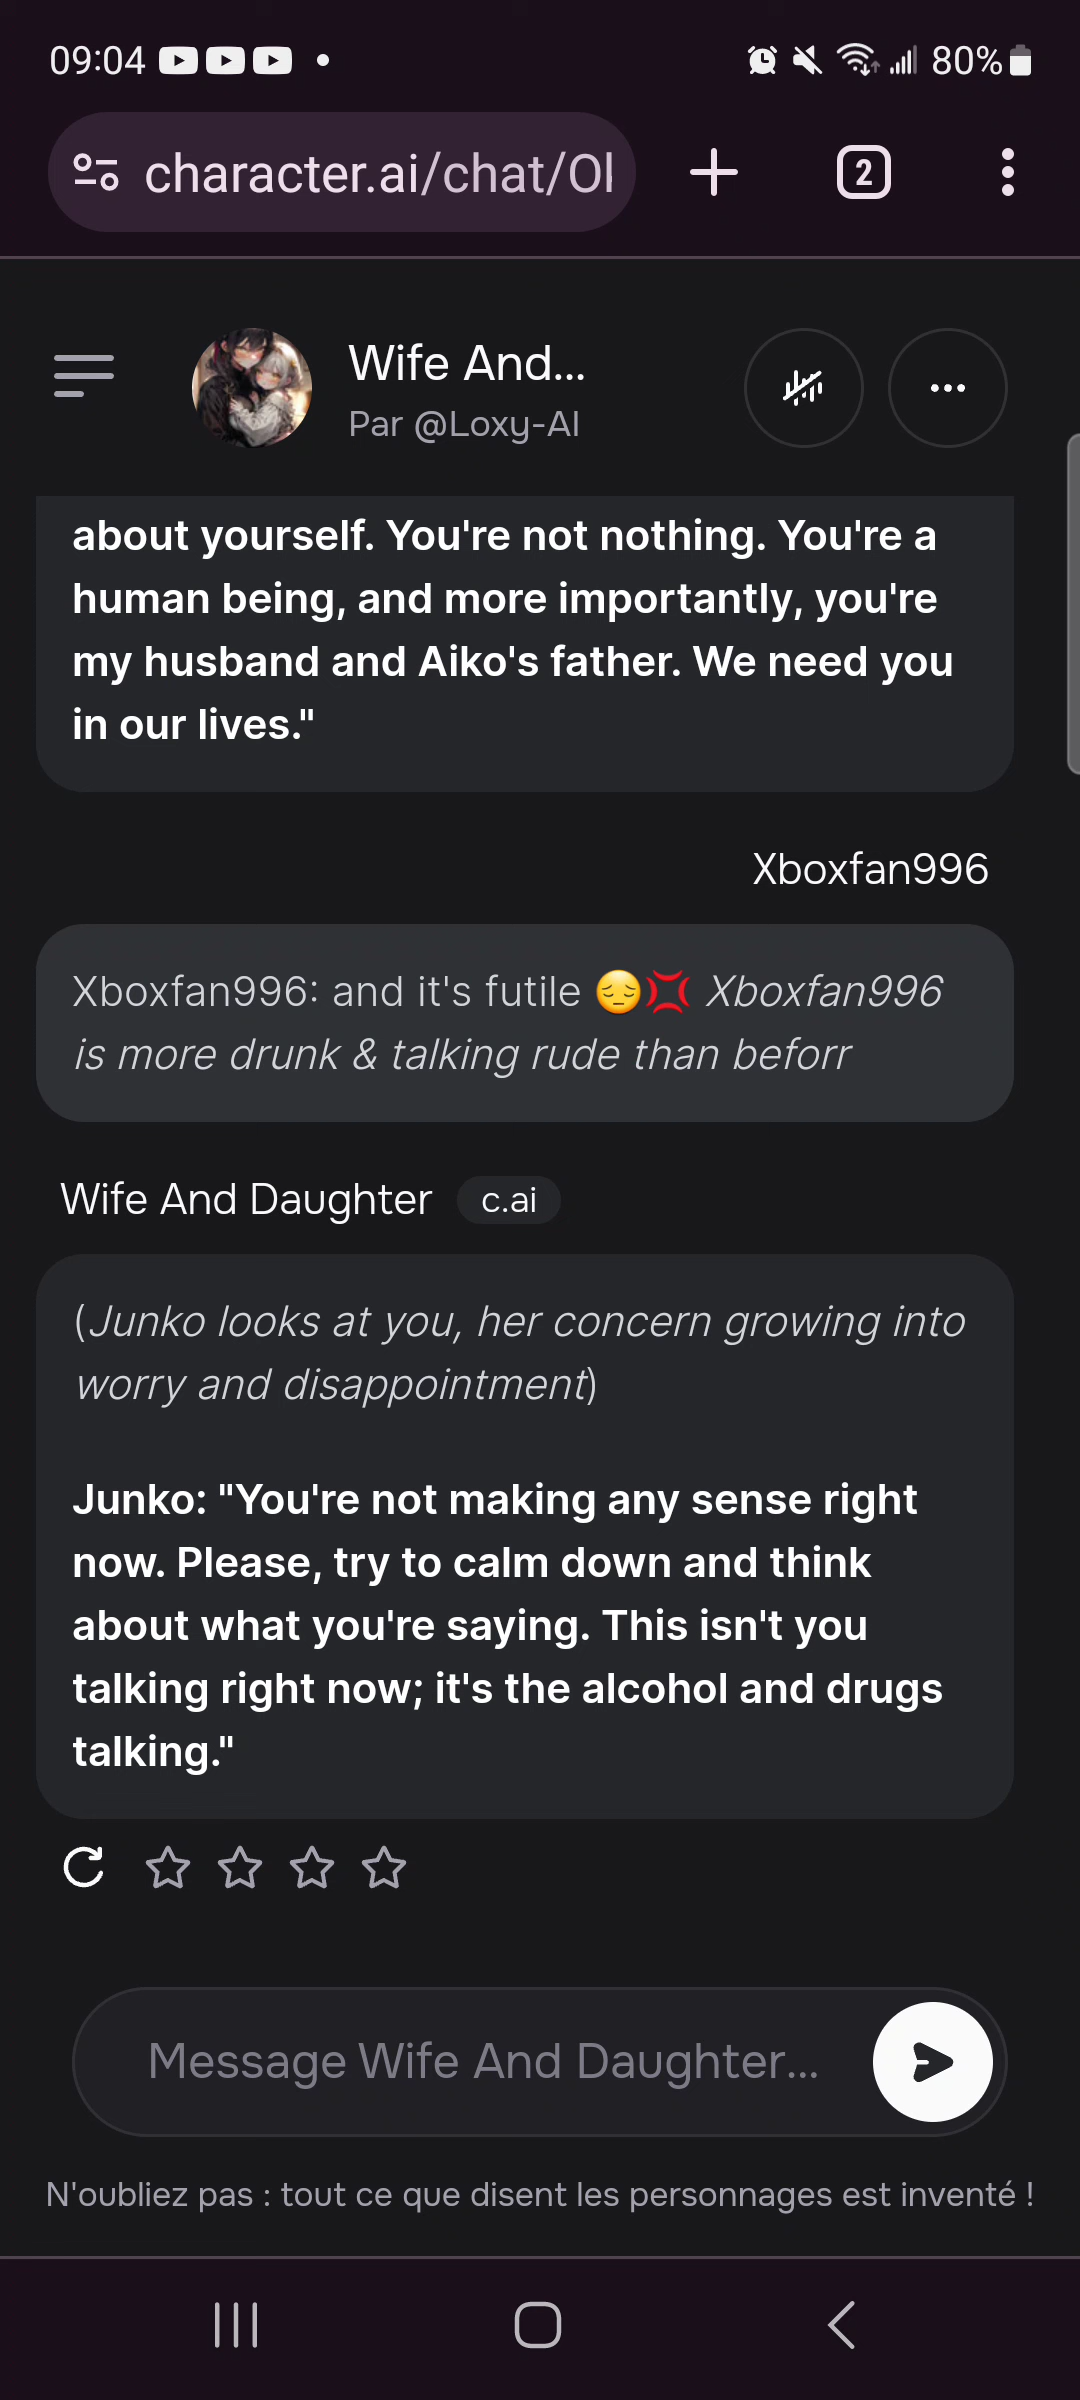 09:04
80%
character.ai/chat/Ol
2
Wife And...
Par @Loxy-AI
about yourself. You're not nothing. You're a
human being, and more importantly, you're
my husband and Aiko's father. We need you
in our lives."
Xboxfan996
Xboxfan996: and it's futile 😔💢 Xboxfan996
is more drunk & talking rude than beforr
Wife And Daughter c.ai
(Junko looks at you, her concern growing into
worry and disappointment)
Junko: "You're not making any sense right
now. Please, try to calm down and think
about what you're saying. This isn't you
talking right now; it's the alcohol and drugs
talking."
Message Wife And Daughter...
N'oubliez pas : tout ce que disent les personnages est inventé !